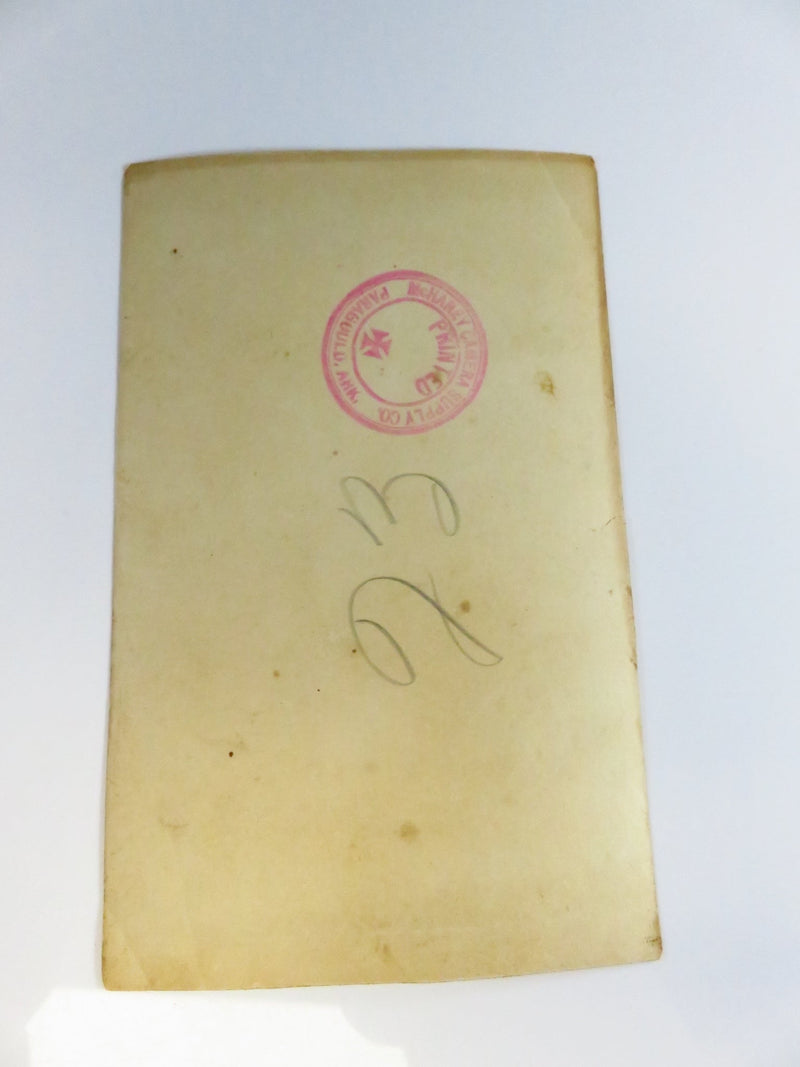 McHANEY CAMERA SUPPLY CO.
PRINTED
PARAGOULD, ARK.
23